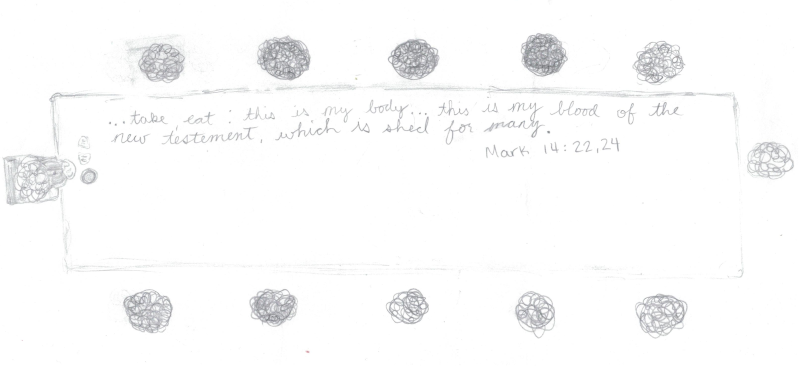 ...take eat : this is my body... this is my blood of the
new testement, which is shed for many.
Mark 14:22,24